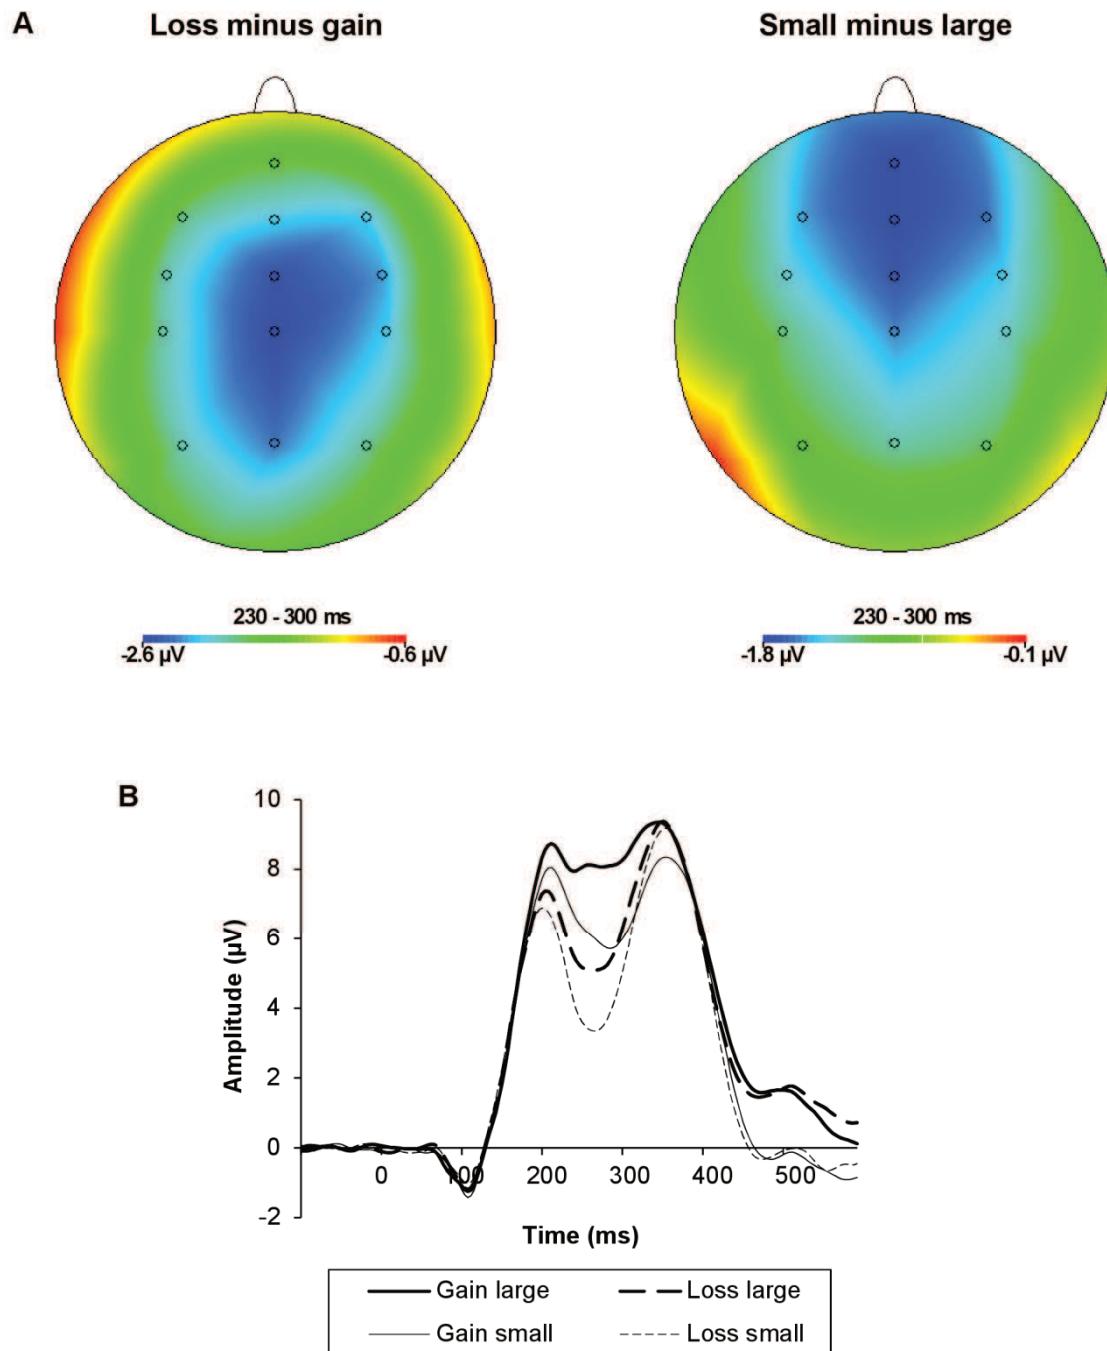 A
Loss minus gain
Small minus large
230 - 300 ms
-2.6 µV
-0.6 µV
230 - 300 ms
-1.8 µV
-0.1 µV
B
10
8
6
4
2
0
-2
Amplitude (µV)
0 100 200 300 400 500
Time (ms)
Gain large
Loss large
Gain small
Loss small